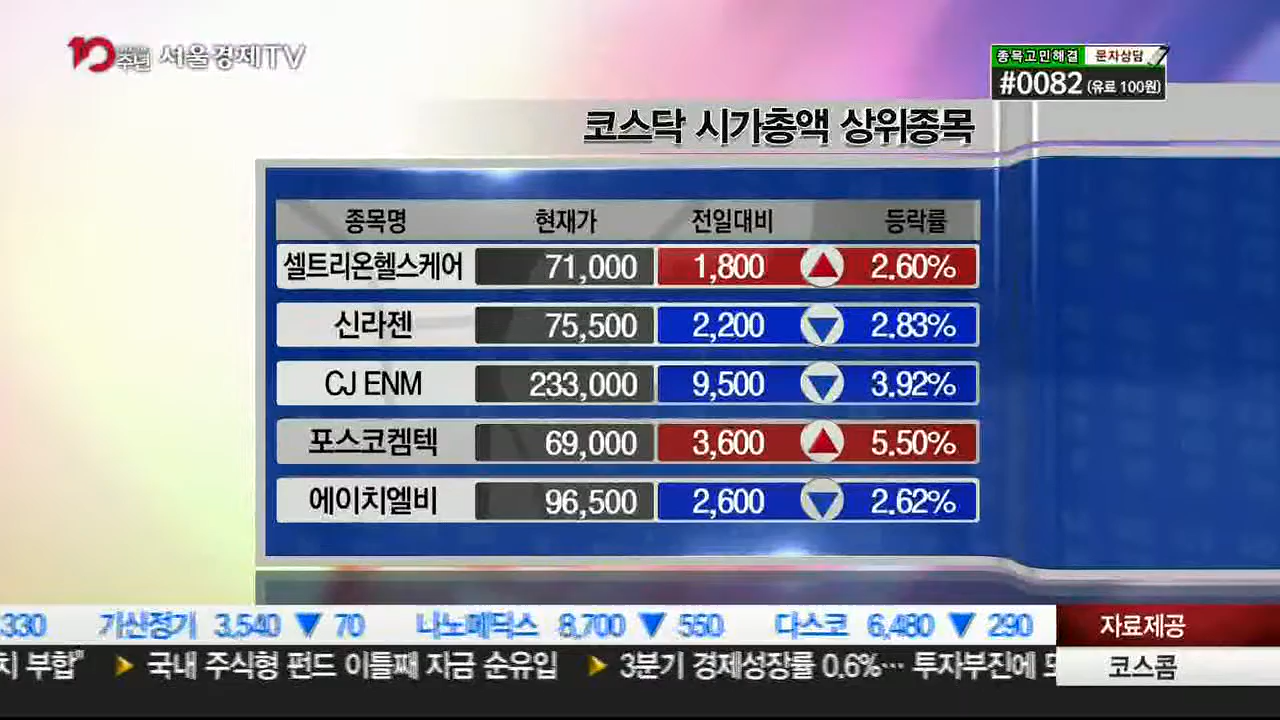 10주년 서울경제TV
종목고민해결 문자상담
#0082 (유료 100원)
코스닥 시가총액 상위종목
종목명 현재가 전일대비 등락률
셀트리온헬스케어 71,000 1,800 ▲ 2.60%
신라젠 75,500 2,200 ▼ 2.83%
CJ ENM 233,000 9,500 ▼ 3.92%
포스코켐텍 69,000 3,600 ▲ 5.50%
에이치엘비 96,500 2,600 ▼ 2.62%
330 가산정기 3,540 ▼ 70 나노메딕스 8,700 ▼ 550 다스코 6,480 ▼ 290
자료제공
치 부합" 국내 주식형 펀드 이틀째 자금 순유입 3분기 경제성장률 0.6%… 투자부진에
코스콤